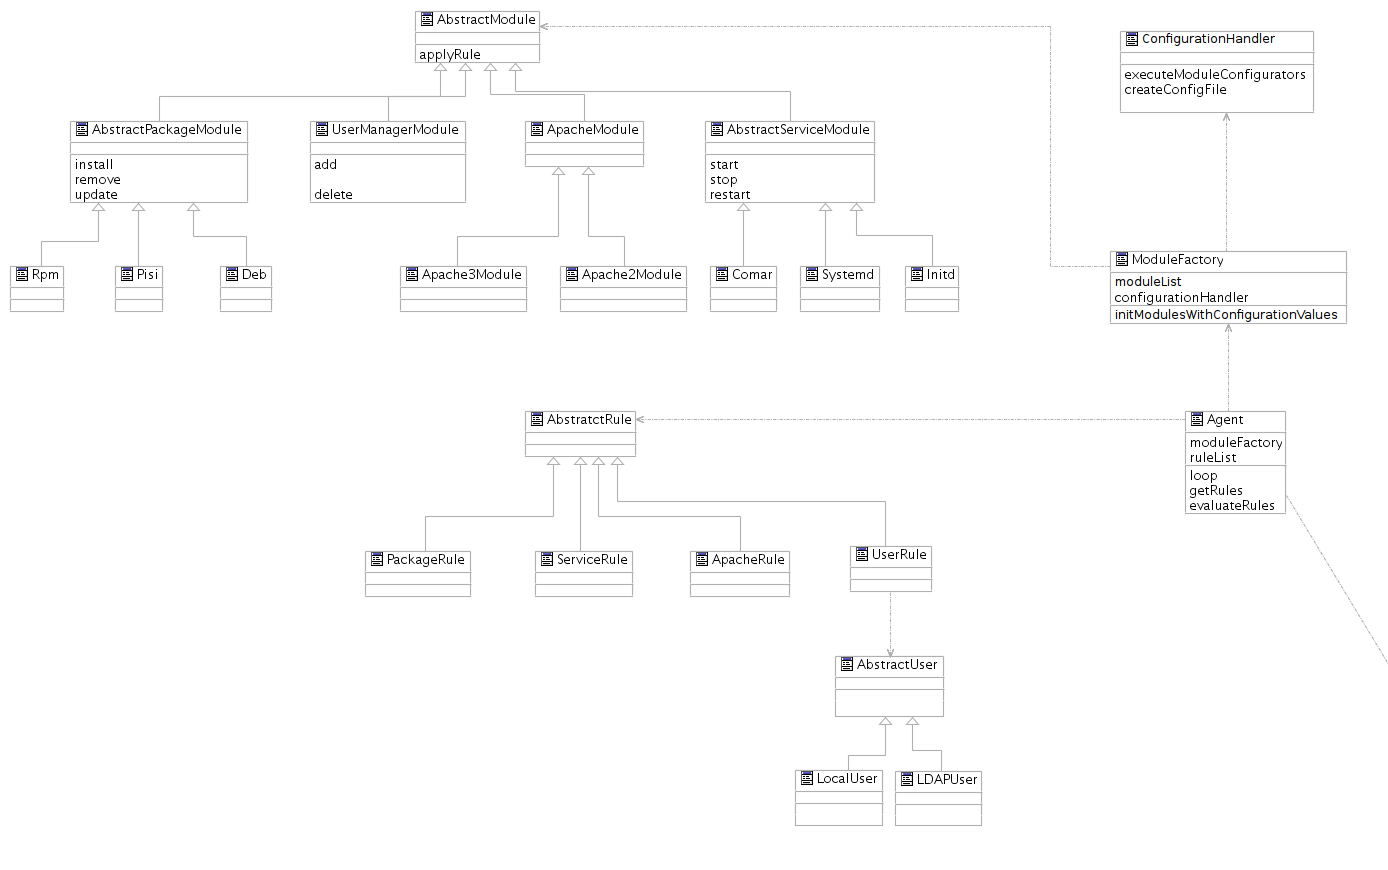 AbstractModule
applyRule
ConfigurationHandler
executeModuleConfigurators
createConfigFile
AbstractPackageModule
install
remove
update
UserManagerModule
add
delete
ApacheModule
AbstractServiceModule
start
stop
restart
Rpm
Pisi
Deb
Apache3Module
Apache2Module
Comar
Systemd
Initd
ModuleFactory
moduleList
configurationHandler
initModulesWithConfigurationValues
AbstratctRule
Agent
moduleFactory
ruleList
loop
getRules
evaluateRules
PackageRule
ServiceRule
ApacheRule
UserRule
AbstractUser
LocalUser
LDAPUser